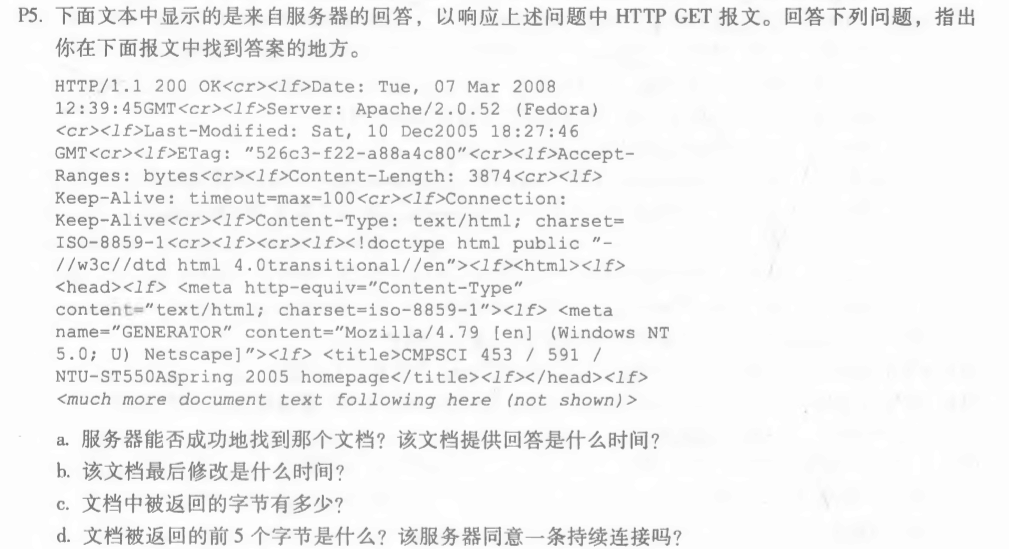 P5. 下面文本中显示的是来自服务器的回答，以响应上述问题中 HTTP GET 报文。回答下列问题，指出
你在下面报文中找到答案的地方。
HTTP/1.1 200 OK<cr><lf>Date: Tue, 07 Mar 2008
12:39:45GMT<cr><lf>Server: Apache/2.0.52 (Fedora)
<cr><lf>Last-Modified: Sat, 10 Dec2005 18:27:46
GMT<cr><lf>ETag: "526c3-f22-a88a4c80"<cr><lf>Accept-
Ranges: bytes<cr><lf>Content-Length: 3874<cr><lf>
Keep-Alive: timeout=max=100<cr><lf>Connection:
Keep-Alive<cr><lf>Content-Type: text/html; charset=
ISO-8859-1<cr><lf><cr><lf><!doctype html public "-
//w3c//dtd html 4.0transitional//en"><lf><html><lf>
<head><lf> <meta http-equiv="Content-Type"
content="text/html; charset=iso-8859-1"><lf> <meta
name="GENERATOR" content="Mozilla/4.79 [en] (Windows NT
5.0; U) Netscape]"><lf> <title>CMPSCI 453 / 591 /
NTU-ST550ASpring 2005 homepage</title><lf></head><lf>
<much more document text following here (not shown)>
a. 服务器能否成功地找到那个文档？该文档提供回答是什么时间？
b. 该文档最后修改是什么时间？
c. 文档中被返回的字节有多少？
d. 文档被返回的前 5 个字节是什么？该服务器同意一条持续连接吗？